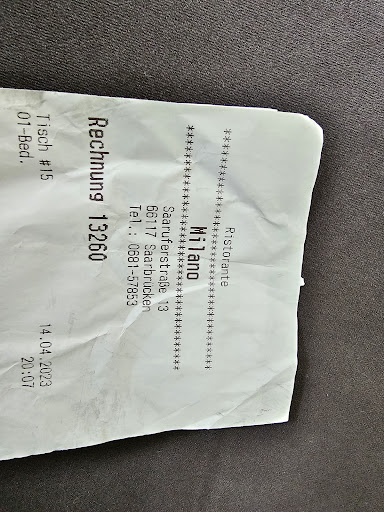 Ristorante
**********************************
Milano
**********************************
Saaruferstraße 13
66117 Saarbrücken
Tel.: 0681-57853
Rechnung 13260
Tisch #15 14.04.2023
01-Bed. 20:07